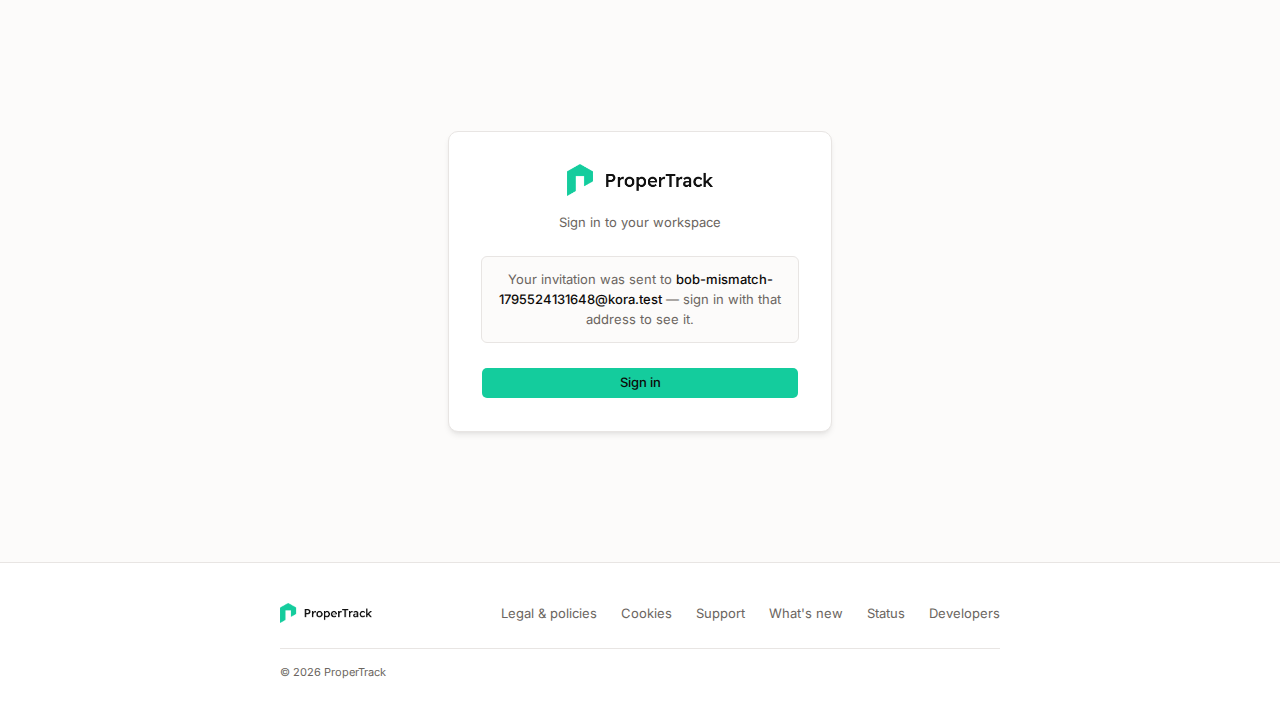 ProperTrack
Sign in to your workspace
Your invitation was sent to bob-mismatch-
1795524131648@kora.test — sign in with that
address to see it.
Sign in
ProperTrack
Legal & policies
Cookies
Support
What's new
Status
Developers
© 2026 ProperTrack